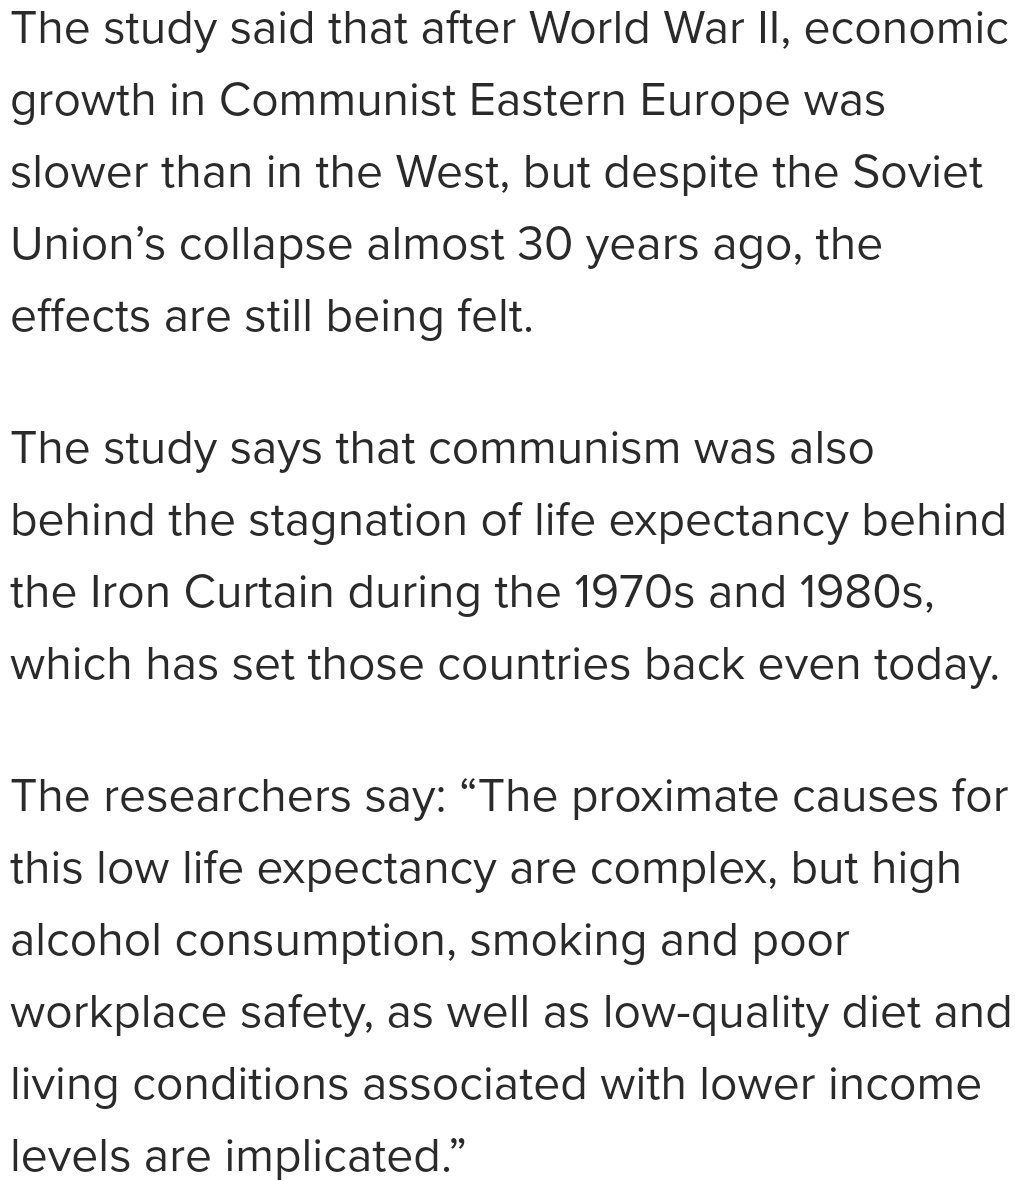 The study said that after World War II, economic
growth in Communist Eastern Europe was
slower than in the West, but despite the Soviet
Union’s collapse almost 30 years ago, the
effects are still being felt.
The study says that communism was also
behind the stagnation of life expectancy behind
the Iron Curtain during the 1970s and 1980s,
which has set those countries back even today.
The researchers say: “The proximate causes for
this low life expectancy are complex, but high
alcohol consumption, smoking and poor
workplace safety, as well as low-quality diet and
living conditions associated with lower income
levels are implicated.”